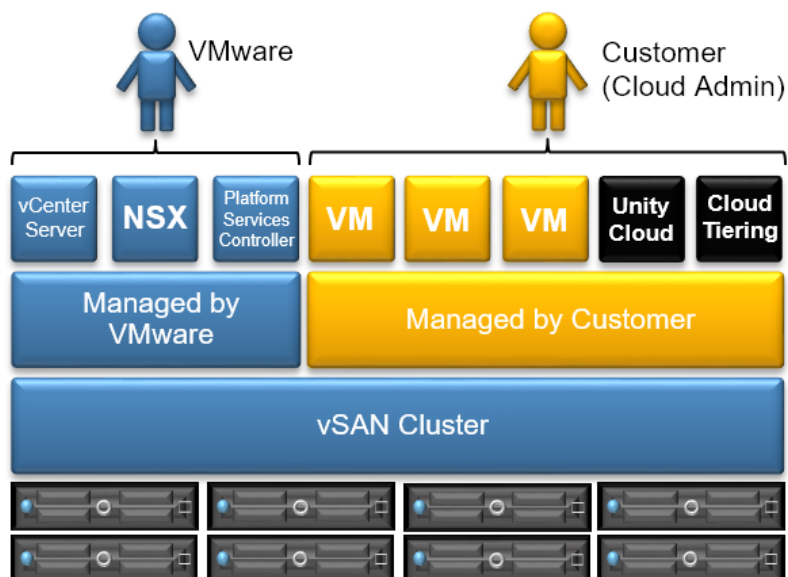 VMware
Customer
(Cloud Admin)
vCenter
Server
NSX
Platform
Services
Controller
VM
VM
VM
Unity
Cloud
Cloud
Tiering
Managed by
VMware
Managed by Customer
vSAN Cluster